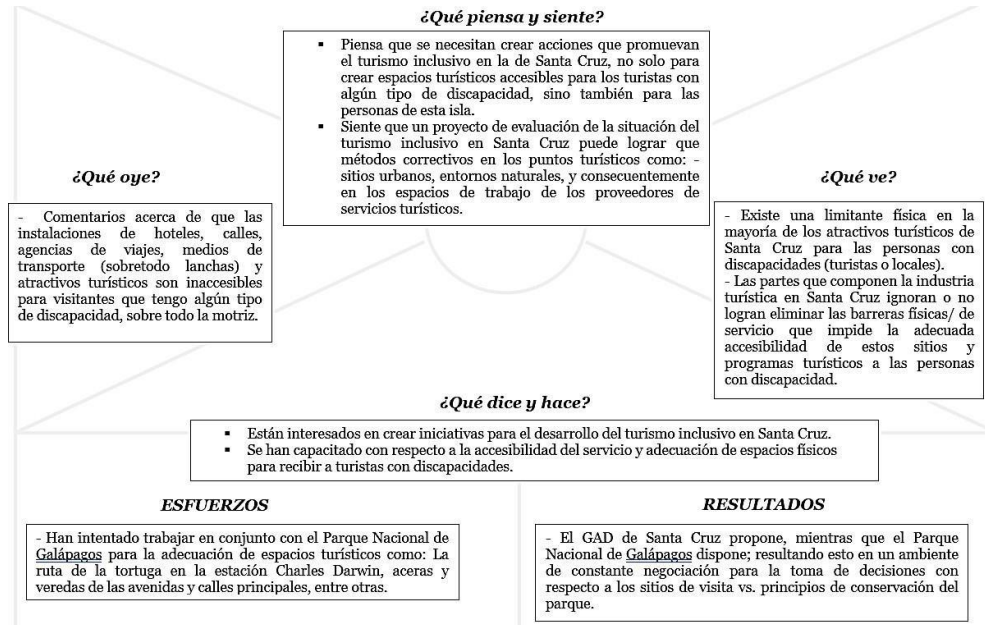 ¿Qué piensa y siente?
▪ Piensa que se necesitan crear acciones que promuevan
el turismo inclusivo en la de Santa Cruz, no solo para
crear espacios turísticos accesibles para los turistas con
algún tipo de discapacidad, sino también para las
personas de esta isla.
▪ Siente que un proyecto de evaluación de la situación del
turismo inclusivo en Santa Cruz puede lograr que
métodos correctivos en los puntos turísticos como: -
sitios urbanos, entornos naturales, y consecuentemente
en los espacios de trabajo de los proveedores de
servicios turísticos.
¿Qué oye?
- Comentarios acerca de que las
instalaciones de hoteles, calles,
agencias de viajes, medios de
transporte (sobretodo lanchas) y
atractivos turísticos son inaccesibles
para visitantes que tengo algún tipo
de discapacidad, sobre todo la motriz.
¿Qué ve?
- Existe una limitante física en la
mayoría de los atractivos turísticos de
Santa Cruz para las personas con
discapacidades (turistas o locales).
- Las partes que componen la industria
turística en Santa Cruz ignoran o no
logran eliminar las barreras físicas/ de
servicio que impide la adecuada
accesibilidad de estos sitios y
programas turísticos a las personas
con discapacidad.
¿Qué dice y hace?
▪ Están interesados en crear iniciativas para el desarrollo del turismo inclusivo en Santa Cruz.
▪ Se han capacitado con respecto a la accesibilidad del servicio y adecuación de espacios físicos
para recibir a turistas con discapacidades.
ESFUERZOS
- Han intentado trabajar en conjunto con el Parque Nacional de
Galápagos para la adecuación de espacios turísticos como: La
ruta de la tortuga en la estación Charles Darwin, aceras y
veredas de las avenidas y calles principales, entre otras.
RESULTADOS
- El GAD de Santa Cruz propone, mientras que el Parque
Nacional de Galápagos dispone; resultando esto en un ambiente
de constante negociación para la toma de decisiones con
respecto a los sitios de visita vs. principios de conservación del
parque.